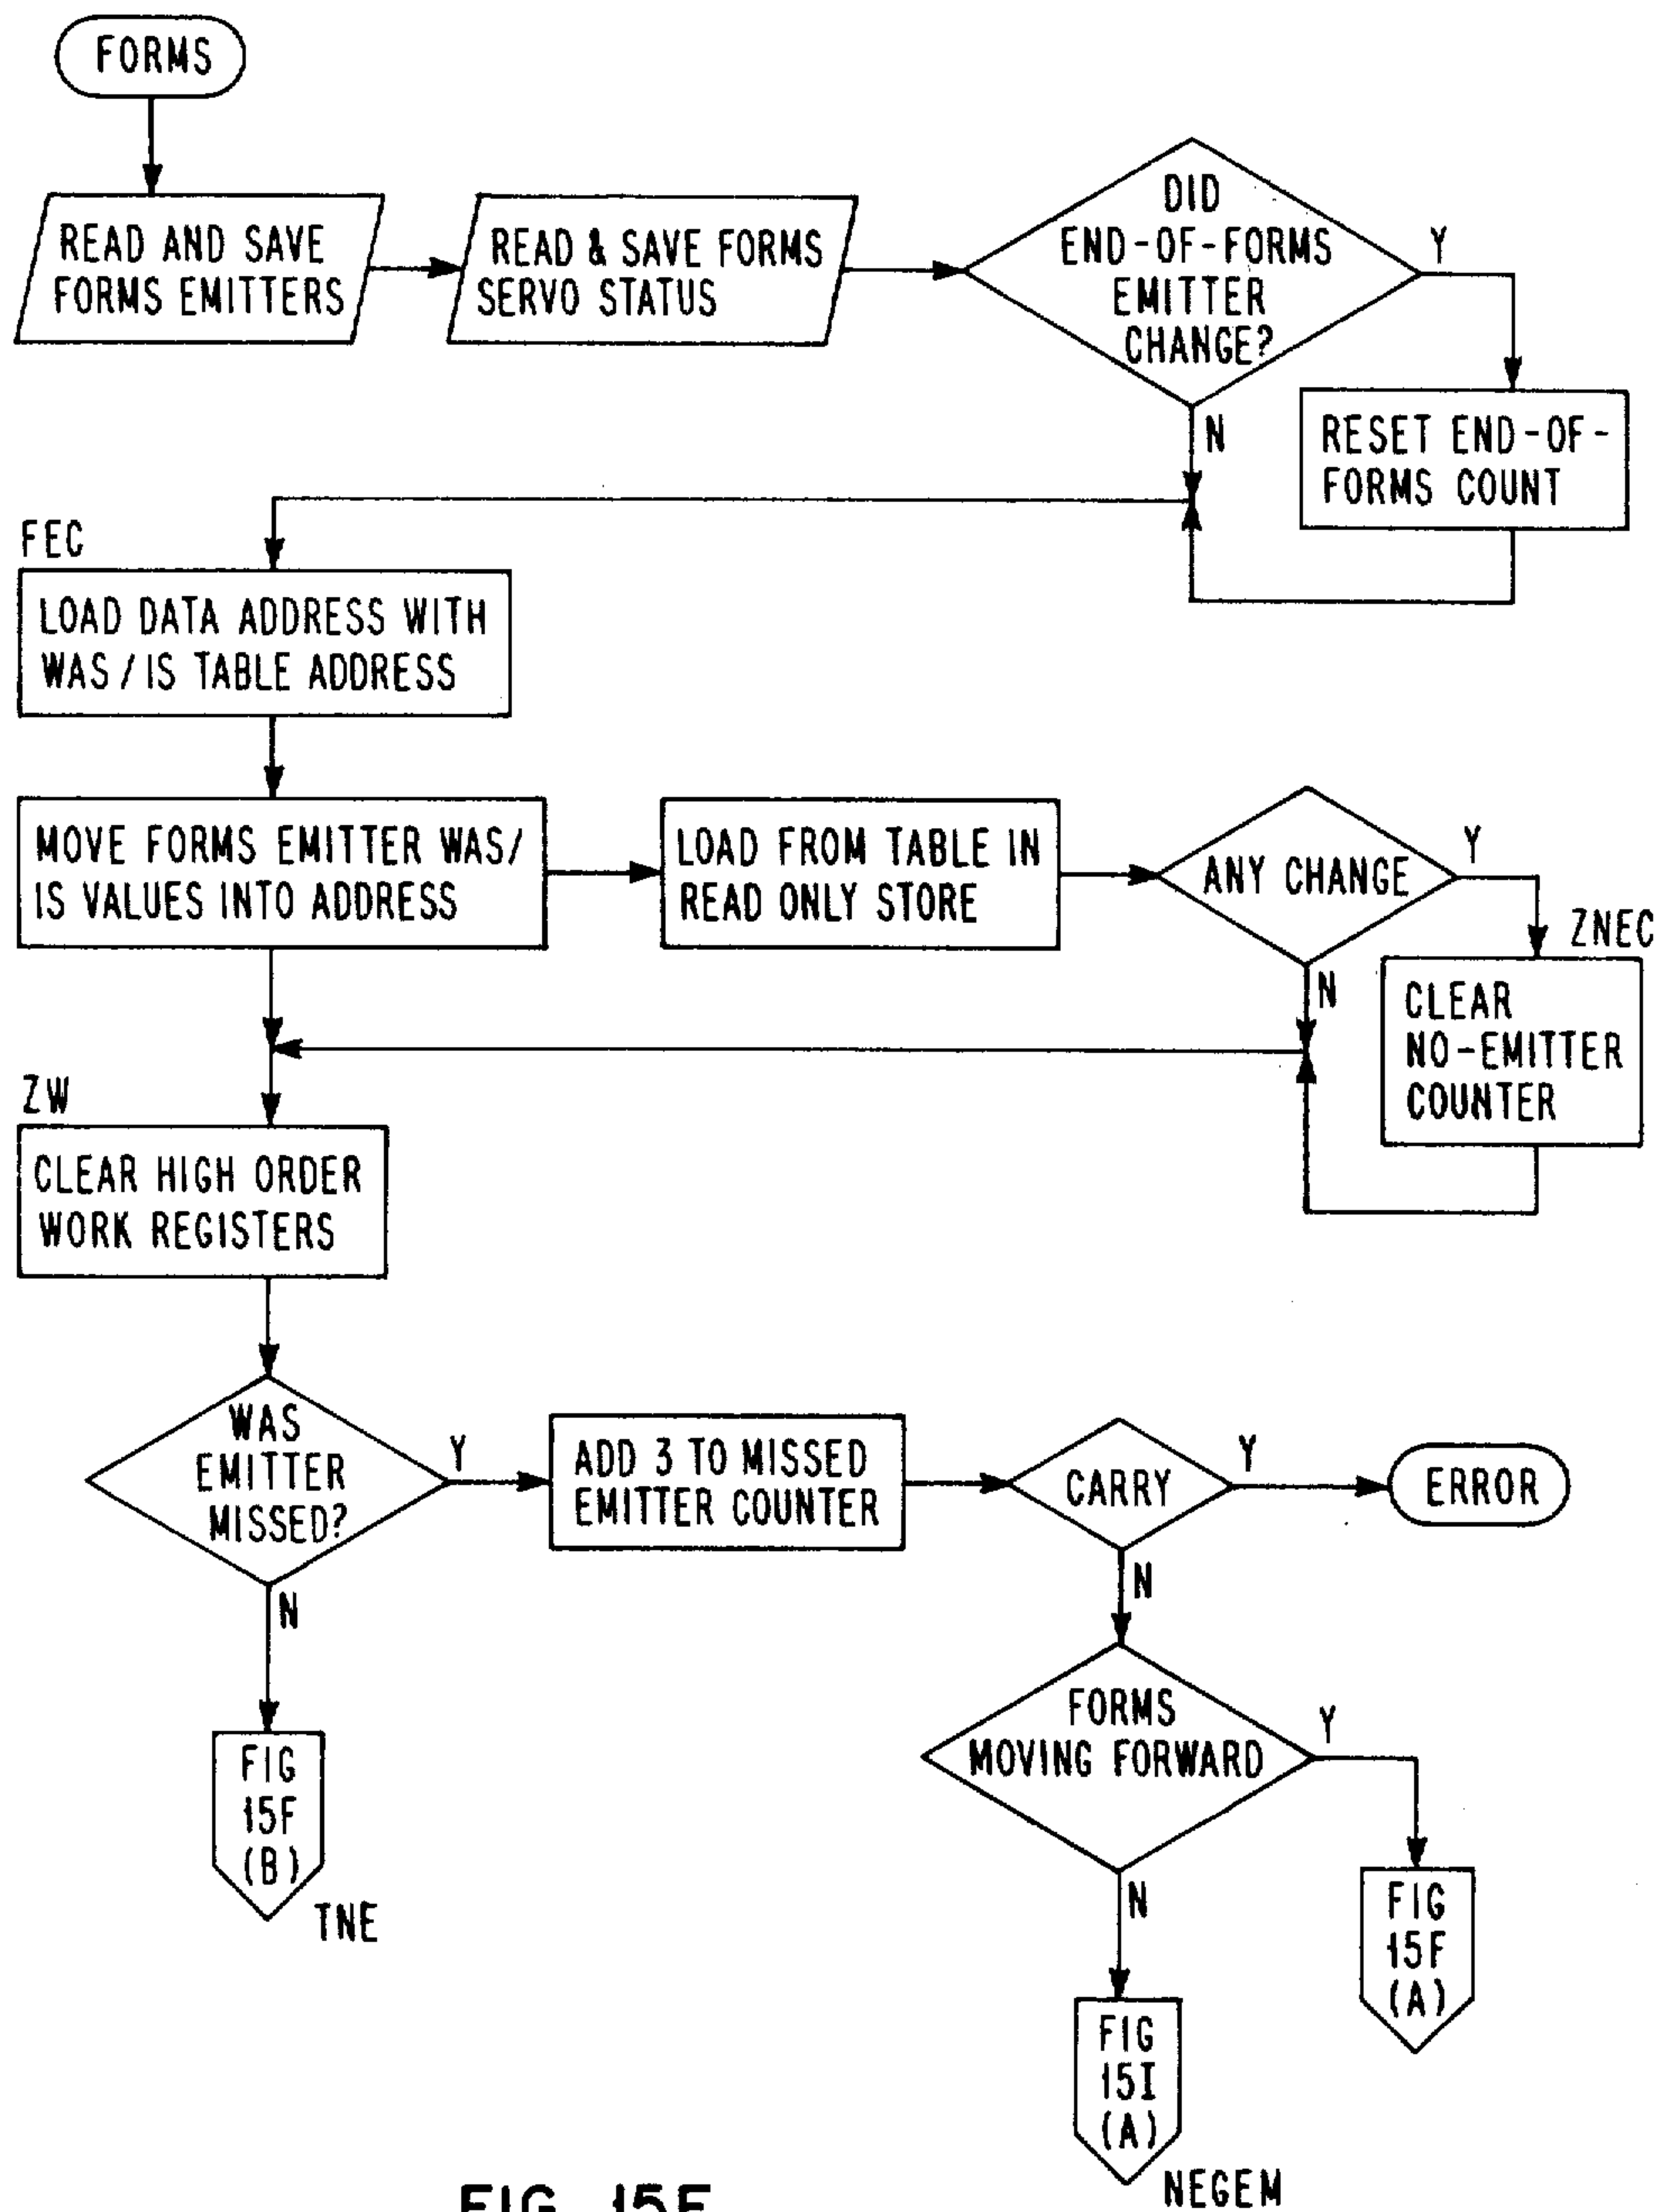 FORMS
READ AND SAVE
FORMS EMITTERS
READ & SAVE FORMS
SERVO STATUS
DID
END-OF-FORMS
EMITTER
CHANGE?
Y
N
RESET END-OF-
FORMS COUNT
FEC
LOAD DATA ADDRESS WITH
WAS / IS TABLE ADDRESS
MOVE FORMS EMITTER WAS/
IS VALUES INTO ADDRESS
LOAD FROM TABLE IN
READ ONLY STORE
ANY CHANGE
Y
N
ZNEC
CLEAR
NO-EMITTER
COUNTER
ZW
CLEAR HIGH ORDER
WORK REGISTERS
WAS
EMITTER
MISSED?
Y
N
ADD 3 TO MISSED
EMITTER COUNTER
CARRY
Y
ERROR
N
FORMS
MOVING FORWARD
Y
N
FIG
15F
(B)
TNE
FIG
15F
(A)
FIG
15I
(A)
NEGEM